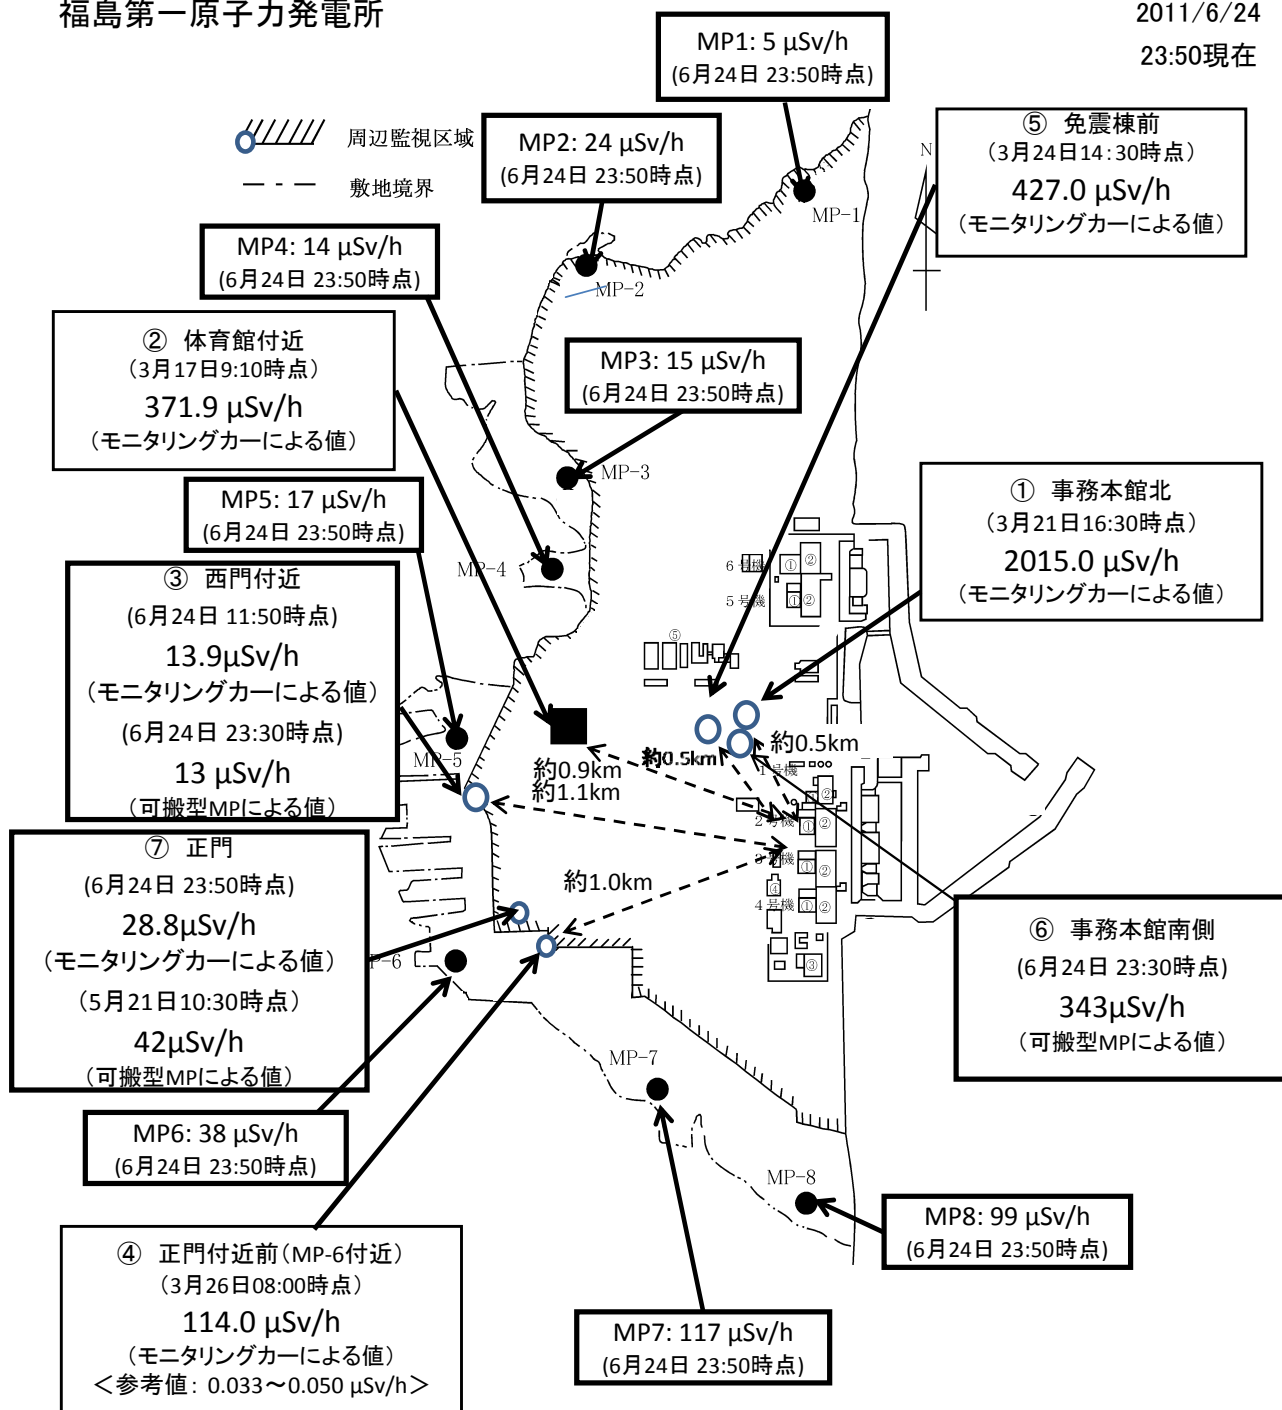 福島第一原子力発電所
2011/6/24
23:50現在
MP1: 5 μSv/h
(6月24日 23:50時点)
周辺監視区域
敷地境界
MP2: 24 μSv/h
(6月24日 23:50時点)
⑤ 免震棟前
(3月24日14:30時点)
427.0 μSv/h
(モニタリングカーによる値)
N
MP-1
MP4: 14 μSv/h
(6月24日 23:50時点)
MP-2
② 体育館付近
(3月17日9:10時点)
371.9 μSv/h
(モニタリングカーによる値)
MP3: 15 μSv/h
(6月24日 23:50時点)
MP-3
MP5: 17 μSv/h
(6月24日 23:50時点)
① 事務本館北
(3月21日16:30時点)
2015.0 μSv/h
(モニタリングカーによる値)
MP-4
6号機
① ②
5号機
① ②
⑤
③ 西門付近
(6月24日 11:50時点)
13.9μSv/h
(モニタリングカーによる値)
(6月24日 23:30時点)
13 μSv/h
(可搬型MPによる値)
MP-5
約0.9km
約1.1km
約0.5km
約0.5km
1号機
②
2号機
① ②
3号機
① ②
④
4号機
① ②
③
約1.0km
⑦ 正門
(6月24日 23:50時点)
28.8μSv/h
(モニタリングカーによる値)
(5月21日10:30時点)
42μSv/h
(可搬型MPによる値)
P-6
⑥ 事務本館南側
(6月24日 23:30時点)
343μSv/h
(可搬型MPによる値)
MP-7
MP6: 38 μSv/h
(6月24日 23:50時点)
MP-8
MP8: 99 μSv/h
(6月24日 23:50時点)
④ 正門付近前(MP-6付近)
(3月26日08:00時点)
114.0 μSv/h
(モニタリングカーによる値)
<参考値: 0.033～0.050 μSv/h>
MP7: 117 μSv/h
(6月24日 23:50時点)